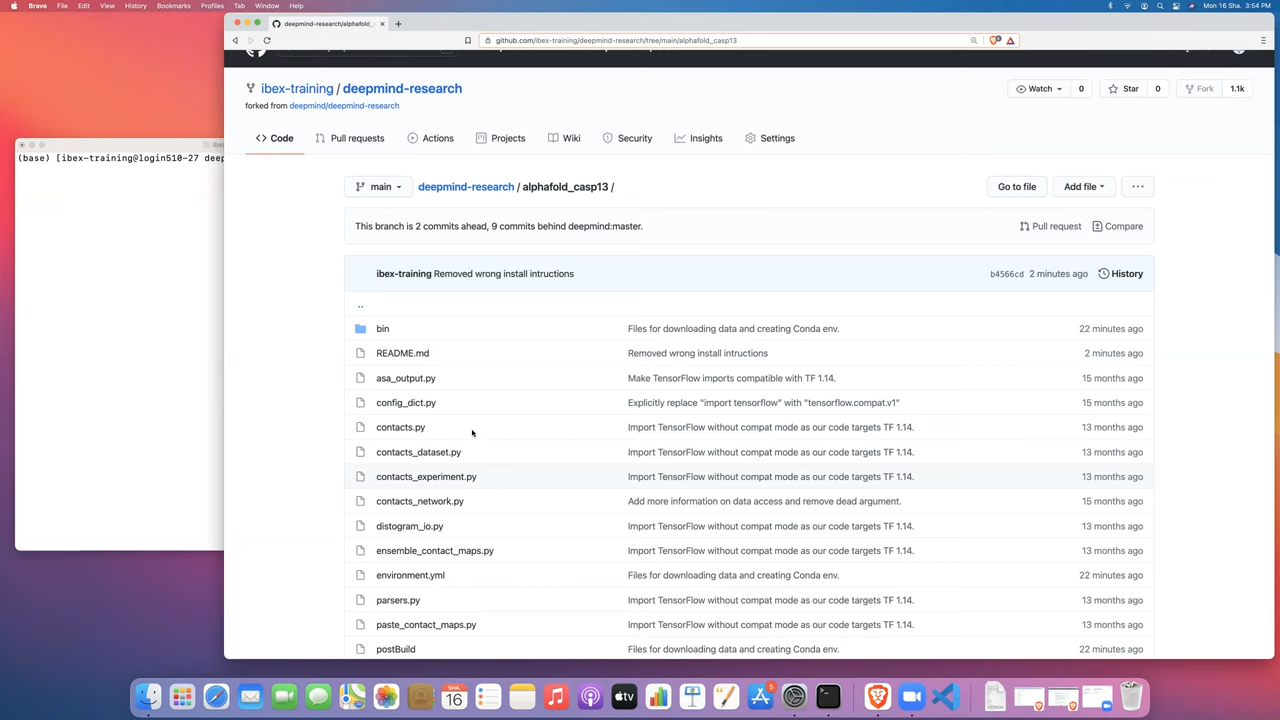 Brave File Edit View History Bookmarks Profiles Tab Window Help Mon 16 Sha. 3:54 PM
deepmind-research/alphafold_
github.com/ibex-training/deepmind-research/tree/main/alphafold_casp13
ibex-training / deepmind-research
Watch 0 Star 0 Fork 1.1k
forked from deepmind/deepmind-research
Code Pull requests Actions Projects Wiki Security Insights Settings
(base) [ibex-training@login510-27 dee
main deepmind-research / alphafold_casp13 / Go to file Add file ...
This branch is 2 commits ahead, 9 commits behind deepmind:master. Pull request Compare
ibex-training Removed wrong install intructions b4566cd 2 minutes ago History
..
bin Files for downloading data and creating Conda env. 22 minutes ago
README.md Removed wrong install intructions 2 minutes ago
asa_output.py Make TensorFlow imports compatible with TF 1.14. 15 months ago
config_dict.py Explicitly replace "import tensorflow" with "tensorflow.compat.v1" 15 months ago
contacts.py Import TensorFlow without compat mode as our code targets TF 1.14. 13 months ago
contacts_dataset.py Import TensorFlow without compat mode as our code targets TF 1.14. 13 months ago
contacts_experiment.py Import TensorFlow without compat mode as our code targets TF 1.14. 13 months ago
contacts_network.py Add more information on data access and remove dead argument. 15 months ago
distogram_io.py Import TensorFlow without compat mode as our code targets TF 1.14. 13 months ago
ensemble_contact_maps.py Import TensorFlow without compat mode as our code targets TF 1.14. 13 months ago
environment.yml Files for downloading data and creating Conda env. 22 minutes ago
parsers.py Import TensorFlow without compat mode as our code targets TF 1.14. 13 months ago
paste_contact_maps.py Import TensorFlow without compat mode as our code targets TF 1.14. 13 months ago
postBuild Files for downloading data and creating Conda env. 22 minutes ago
SHA.
16
tv
5